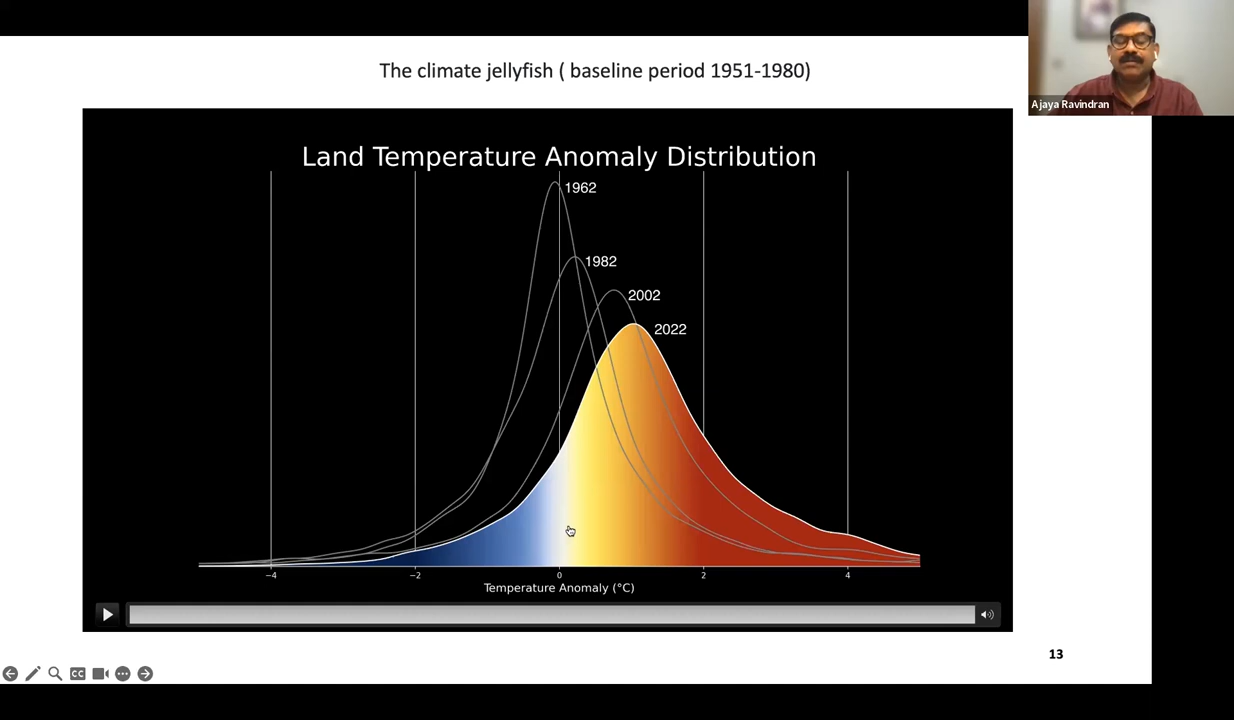 The climate jellyfish ( baseline period 1951-1980)
Ajaya Ravindran
Land Temperature Anomaly Distribution
1962
1982
2002
2022
−4 −2 0 2 4
Temperature Anomaly (°C)
13
CC